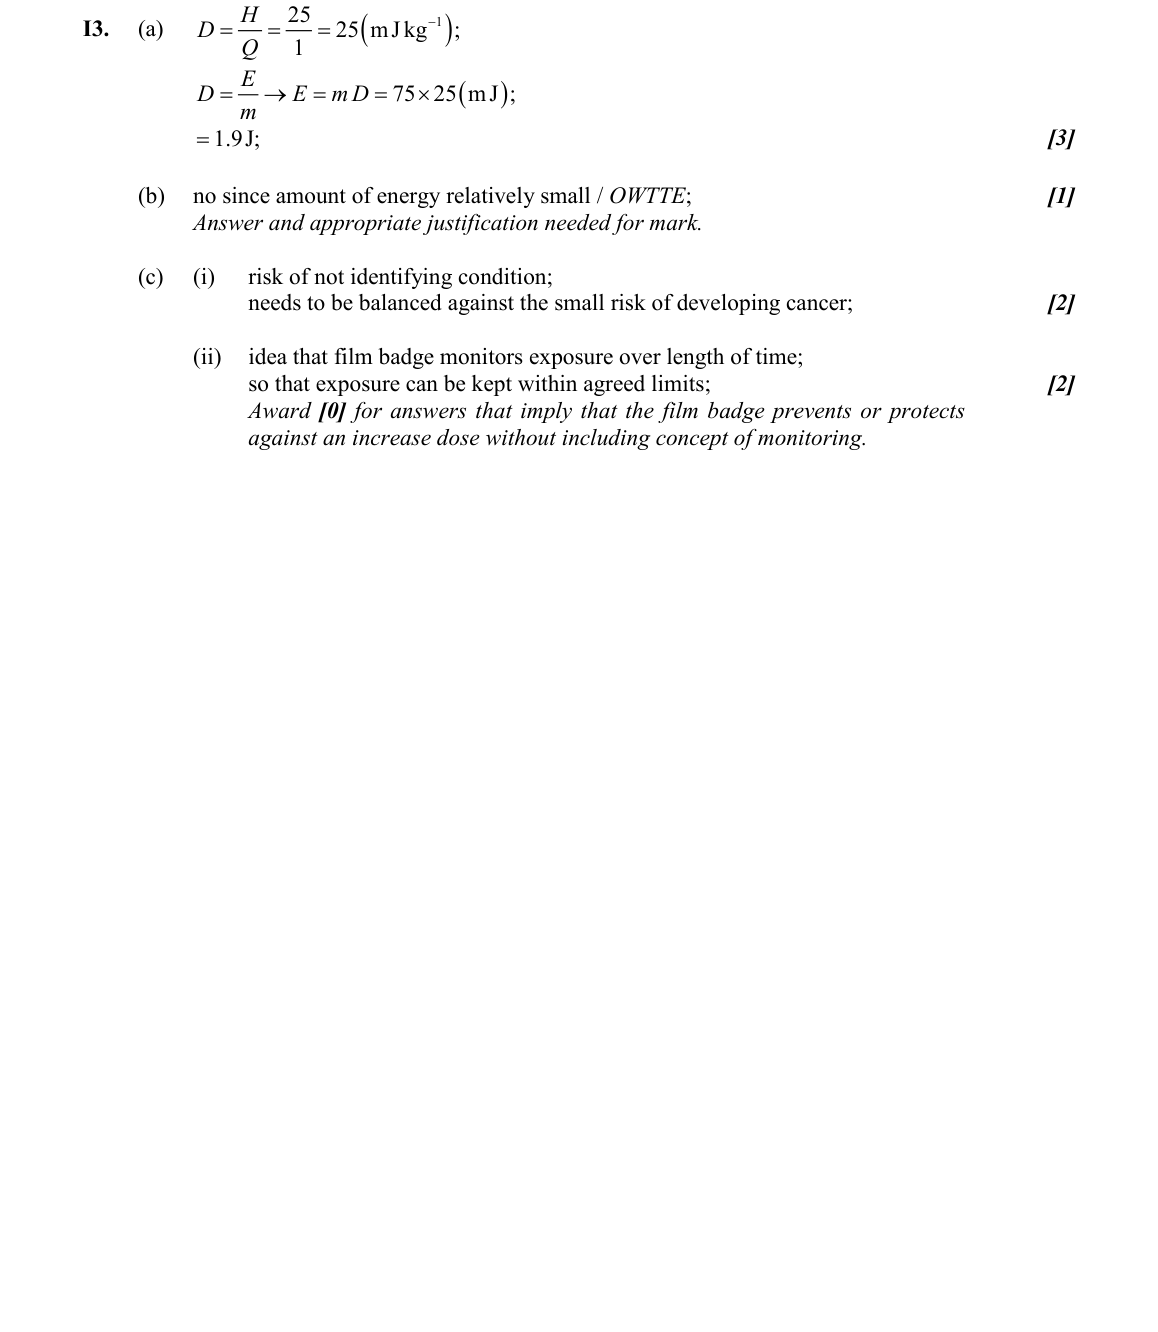 I3. (a) D = H/Q = 25/1 = 25(mJkg⁻¹);
D = E/m → E = mD = 75×25(mJ);
= 1.9J; [3]
(b) no since amount of energy relatively small / OWTTE; [1]
Answer and appropriate justification needed for mark.
(c) (i) risk of not identifying condition;
needs to be balanced against the small risk of developing cancer; [2]
(ii) idea that film badge monitors exposure over length of time;
so that exposure can be kept within agreed limits; [2]
Award [0] for answers that imply that the film badge prevents or protects
against an increase dose without including concept of monitoring.